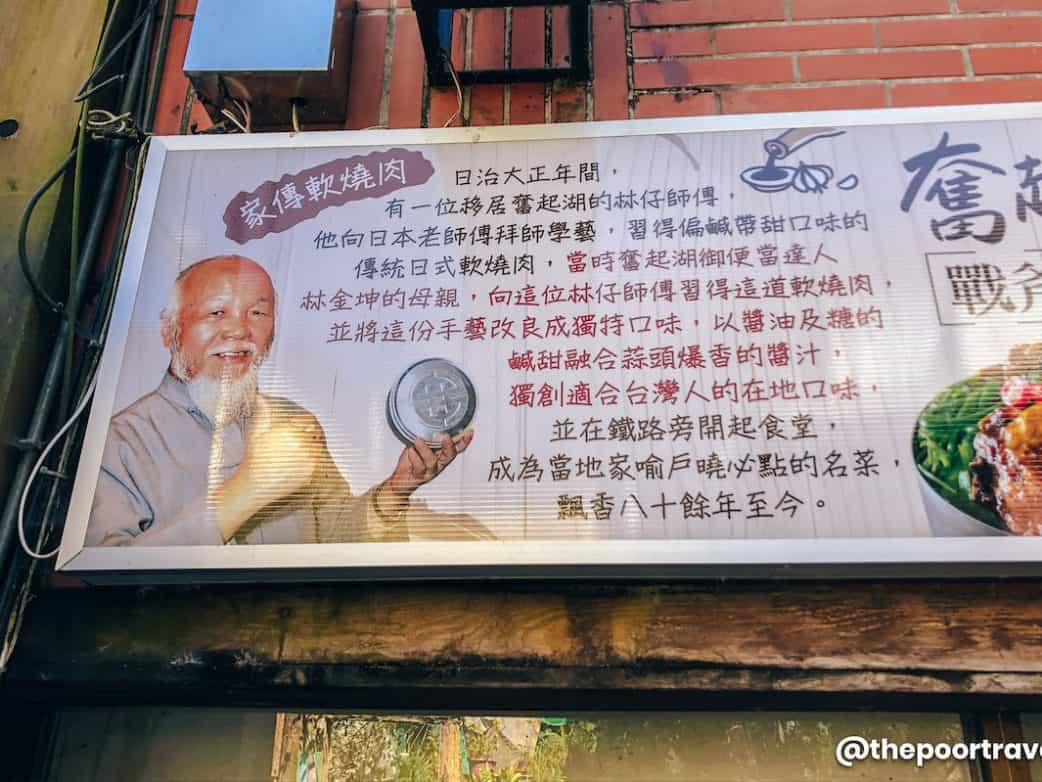 家傳軟燒肉
日治大正年間，
有一位移居奮起湖的林仔師傅，
他向日本老師傅拜師學藝，習得偏鹹帶甜口味的
傳統日式軟燒肉，當時奮起湖御便當達人
林金坤的母親，向這位林仔師傅習得這道軟燒肉，
並將這份手藝改良成獨特口味，以醬油及糖的
鹹甜融合蒜頭爆香的醬汁，
獨創適合台灣人的在地口味，
並在鐵路旁開起食堂，
成為當地家喻戶曉必點的名菜，
飄香八十餘年至今。
奮起
戰斧
@thepoortrave